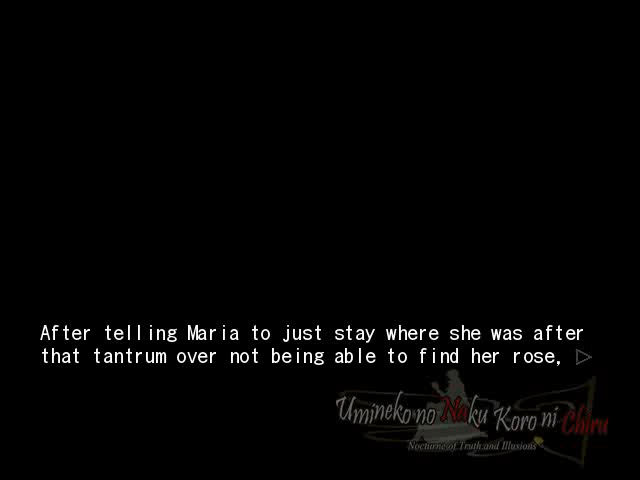 After telling Maria to just stay where she was after
that tantrum over not being able to find her rose,
Umineko no Naku Koro ni Chiru
Nocturne of Truth and Illusions